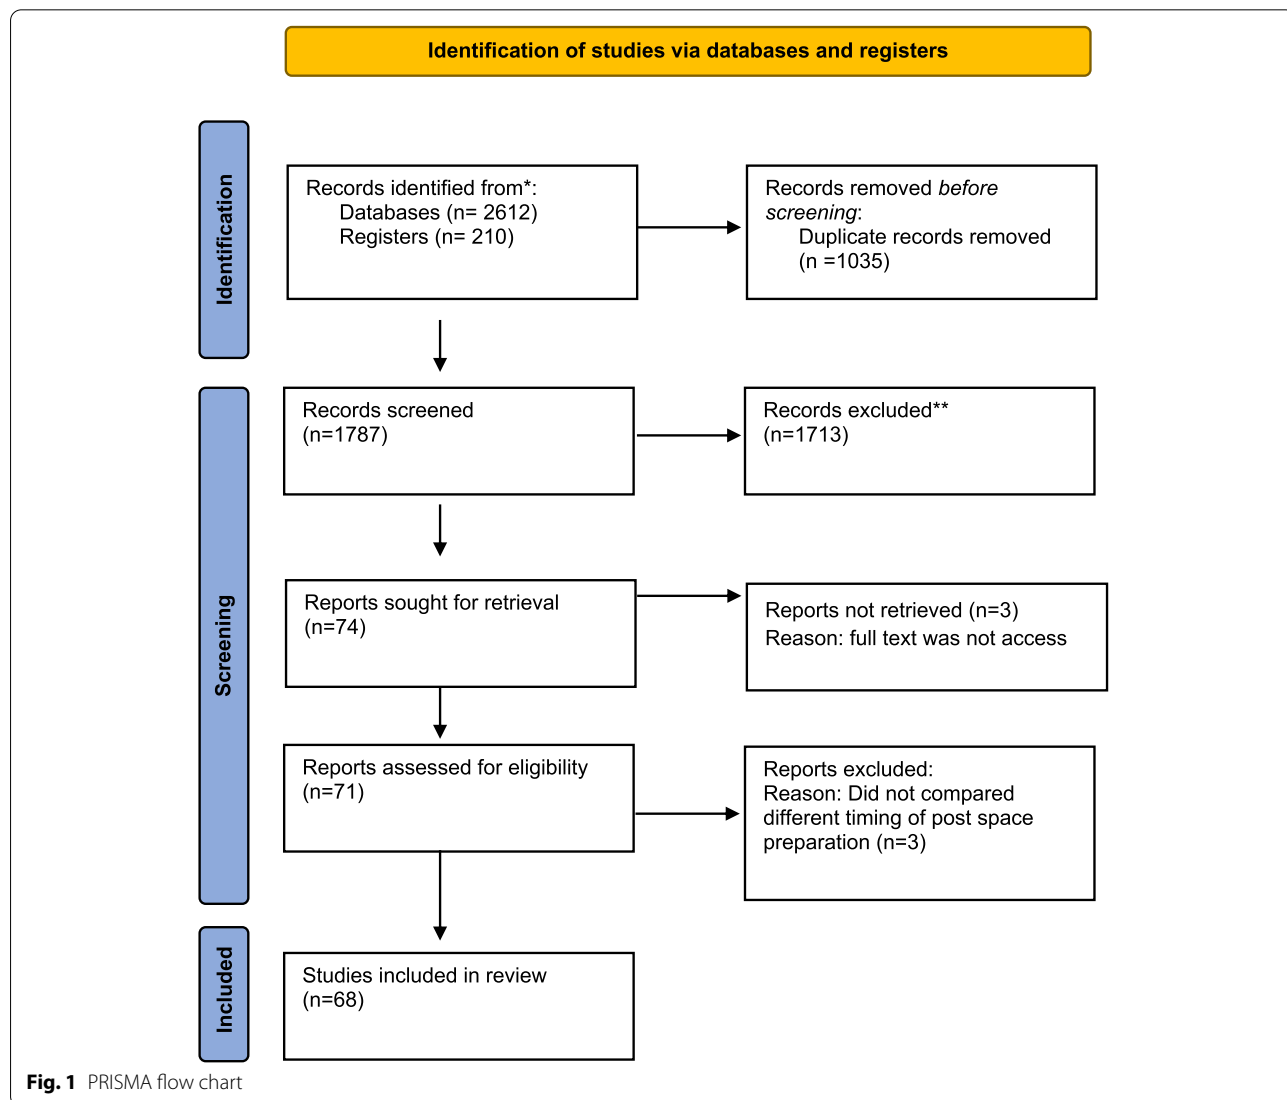 Identification of studies via databases and registers
Identification
Records identified from*:
Databases (n= 2612)
Registers (n= 210)
Records removed before
screening:
Duplicate records removed
(n =1035)
Screening
Records screened
(n=1787)
Records excluded**
(n=1713)
Reports sought for retrieval
(n=74)
Reports not retrieved (n=3)
Reason: full text was not access
Reports assessed for eligibility
(n=71)
Reports excluded:
Reason: Did not compared
different timing of post space
preparation (n=3)
Included
Studies included in review
(n=68)
Fig. 1 PRISMA flow chart